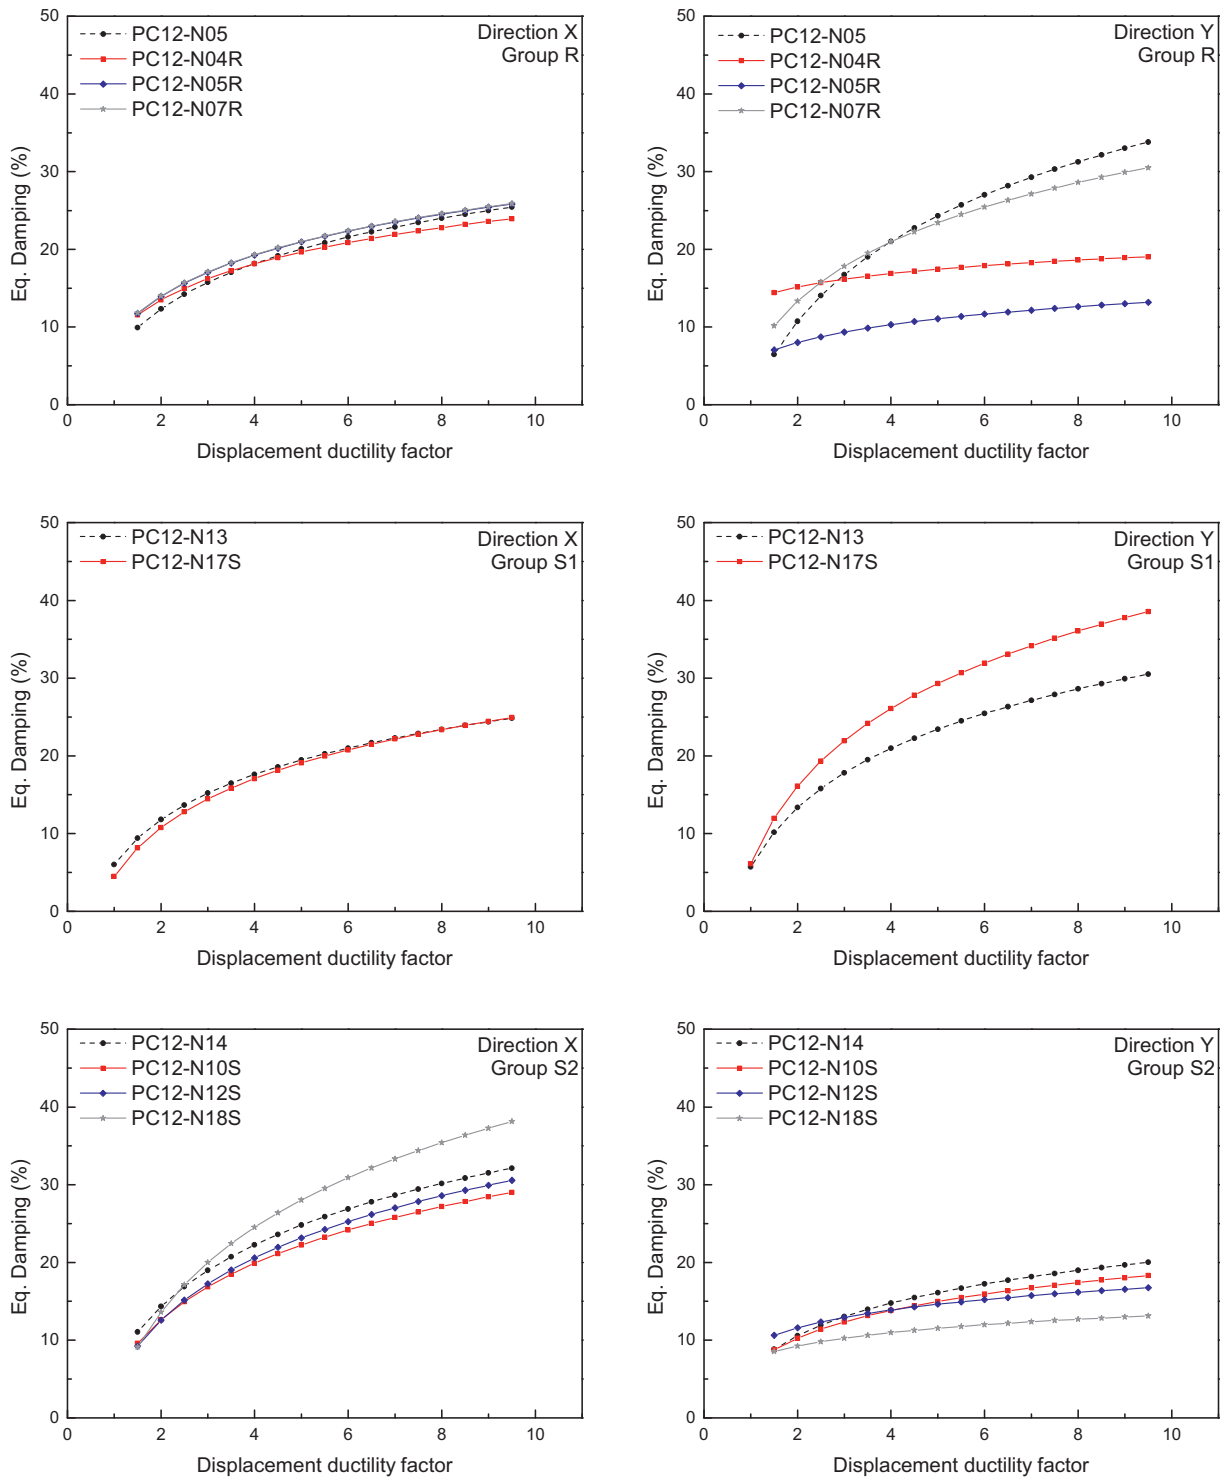 PC12-N05
PC12-N04R
PC12-N05R
PC12-N07R
Direction X
Group R
50
40
30
20
10
0
Eq. Damping (%)
0 2 4 6 8 10
Displacement ductility factor
PC12-N05
PC12-N04R
PC12-N05R
PC12-N07R
Direction Y
Group R
50
40
30
20
10
0
Eq. Damping (%)
0 2 4 6 8 10
Displacement ductility factor
PC12-N13
PC12-N17S
Direction X
Group S1
50
40
30
20
10
0
Eq. Damping (%)
0 2 4 6 8 10
Displacement ductility factor
PC12-N13
PC12-N17S
Direction Y
Group S1
50
40
30
20
10
0
Eq. Damping (%)
0 2 4 6 8 10
Displacement ductility factor
PC12-N14
PC12-N10S
PC12-N12S
PC12-N18S
Direction X
Group S2
50
40
30
20
10
0
Eq. Damping (%)
0 2 4 6 8 10
Displacement ductility factor
PC12-N14
PC12-N10S
PC12-N12S
PC12-N18S
Direction Y
Group S2
50
40
30
20
10
0
Eq. Damping (%)
0 2 4 6 8 10
Displacement ductility factor